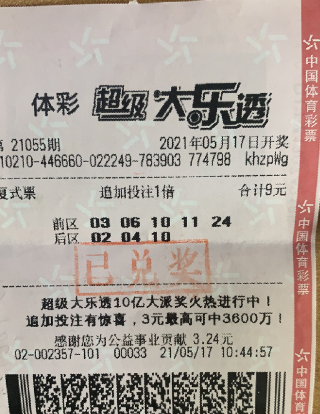 体彩 超级大乐透
第 21055期 2021年05月17日开奖
10210-446660-022249-783903 774798 khzpWg
复式票 追加投注1倍 合计9元
前区 03 06 10 11 24
后区 02 04 10
已兑奖
超级大乐透10亿大派奖火热进行中！
追加投注有惊喜，3元最高可中3600万！
感谢您为公益事业贡献 3.24元
02-002357-101 00033 21/05/17 10:44:57
中国体育彩票
中国体育彩票
中国体育彩票